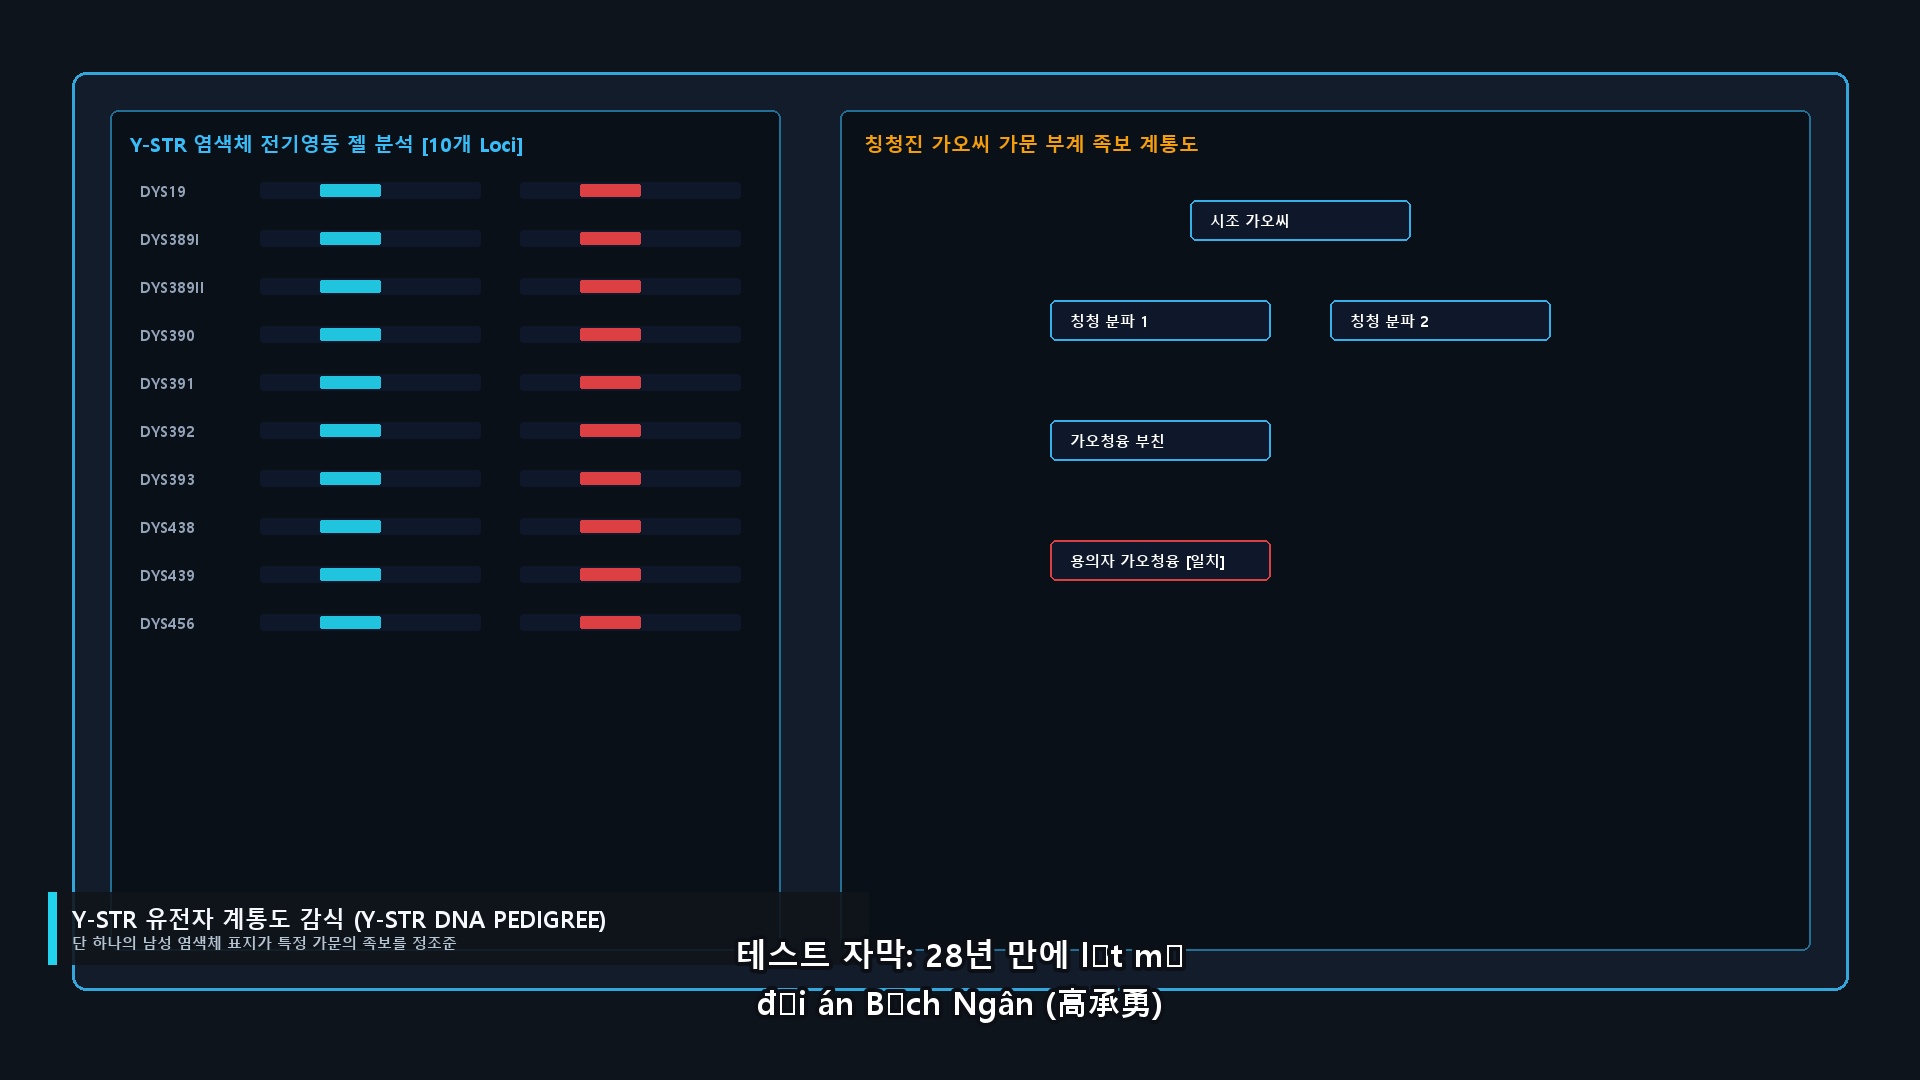 Y-STR 염색체 전기영동 젤 분석 [10개 Loci]
DYS19
DYS389I
DYS389II
DYS390
DYS391
DYS392
DYS393
DYS438
DYS439
DYS456
칭청진 가오씨 가문 부계 족보 계통도
시조 가오씨
칭청 분파 1
칭청 분파 2
가오청융 부친
용의자 가오청융 [일치]
Y-STR 유전자 계통도 감식 (Y-STR DNA PEDIGREE)
단 하나의 남성 염색체 표지가 특정 가문의 족보를 정조준
테스트 자막: 28년 만에 l▯t m▯
đ▯i án B▯ch Ngân (高承勇)